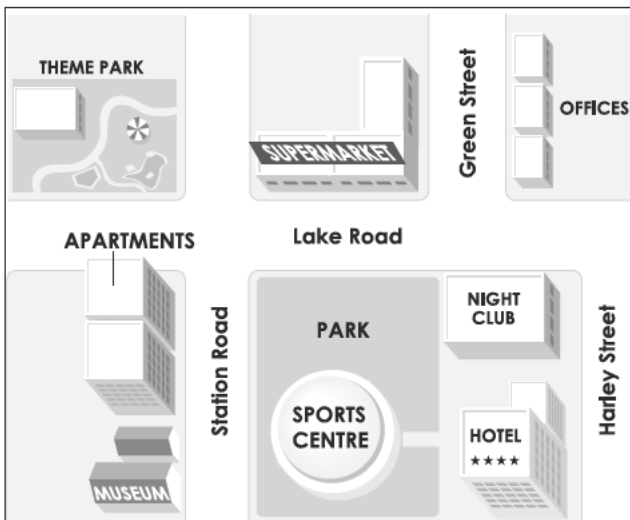 THEME PARK
SUPERMARKET
Green Street
OFFICES
APARTMENTS
Lake Road
Station Road
PARK
NIGHT
CLUB
Harley Street
SPORTS
CENTRE
HOTEL
★★★★
MUSEUM